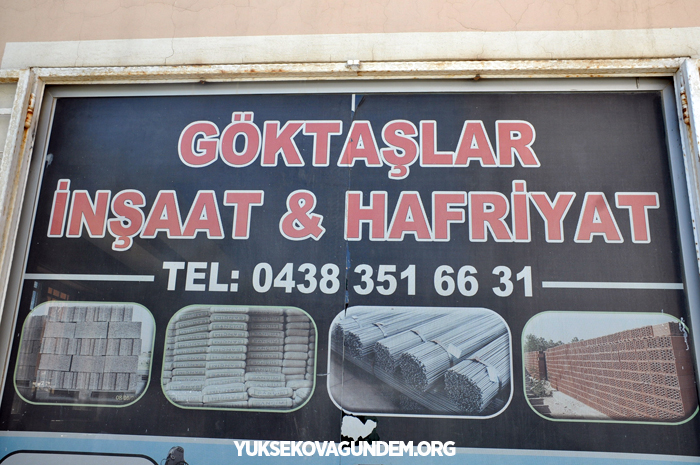 GÖKTAŞLAR
İNŞAAT & HAFRİYAT
TEL: 0438 351 66 31
YUKSEKOVAGUNDEM.ORG